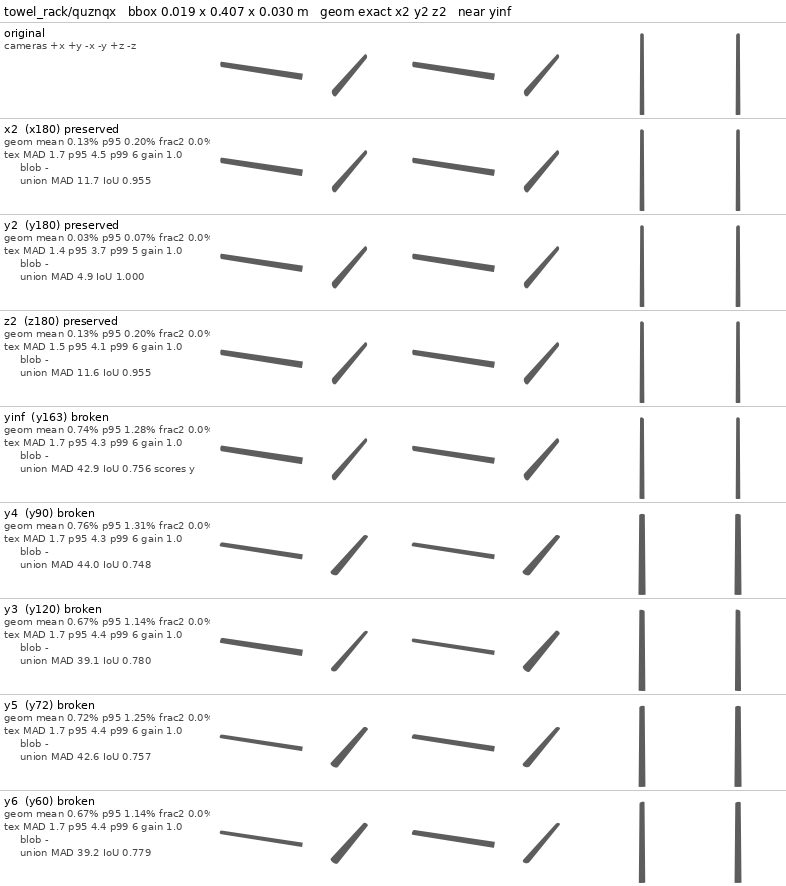 towel_rack/quznqx bbox 0.019 x 0.407 x 0.030 m geom exact x2 y2 z2 near yinf
original
cameras +x +y -x -y +z -z
x2 (x180) preserved
geom mean 0.13% p95 0.20% frac2 0.0%
tex MAD 1.7 p95 4.5 p99 6 gain 1.0
blob -
union MAD 11.7 IoU 0.955
y2 (y180) preserved
geom mean 0.03% p95 0.07% frac2 0.0%
tex MAD 1.4 p95 3.7 p99 5 gain 1.0
blob -
union MAD 4.9 IoU 1.000
z2 (z180) preserved
geom mean 0.13% p95 0.20% frac2 0.0%
tex MAD 1.5 p95 4.1 p99 6 gain 1.0
blob -
union MAD 11.6 IoU 0.955
yinf (y163) broken
geom mean 0.74% p95 1.28% frac2 0.0%
tex MAD 1.7 p95 4.3 p99 6 gain 1.0
blob -
union MAD 42.9 IoU 0.756 scores y
y4 (y90) broken
geom mean 0.76% p95 1.31% frac2 0.0%
tex MAD 1.7 p95 4.3 p99 6 gain 1.0
blob -
union MAD 44.0 IoU 0.748
y3 (y120) broken
geom mean 0.67% p95 1.14% frac2 0.0%
tex MAD 1.7 p95 4.4 p99 6 gain 1.0
blob -
union MAD 39.1 IoU 0.780
y5 (y72) broken
geom mean 0.72% p95 1.25% frac2 0.0%
tex MAD 1.7 p95 4.4 p99 6 gain 1.0
blob -
union MAD 42.6 IoU 0.757
y6 (y60) broken
geom mean 0.67% p95 1.14% frac2 0.0%
tex MAD 1.7 p95 4.4 p99 6 gain 1.0
blob -
union MAD 39.2 IoU 0.779